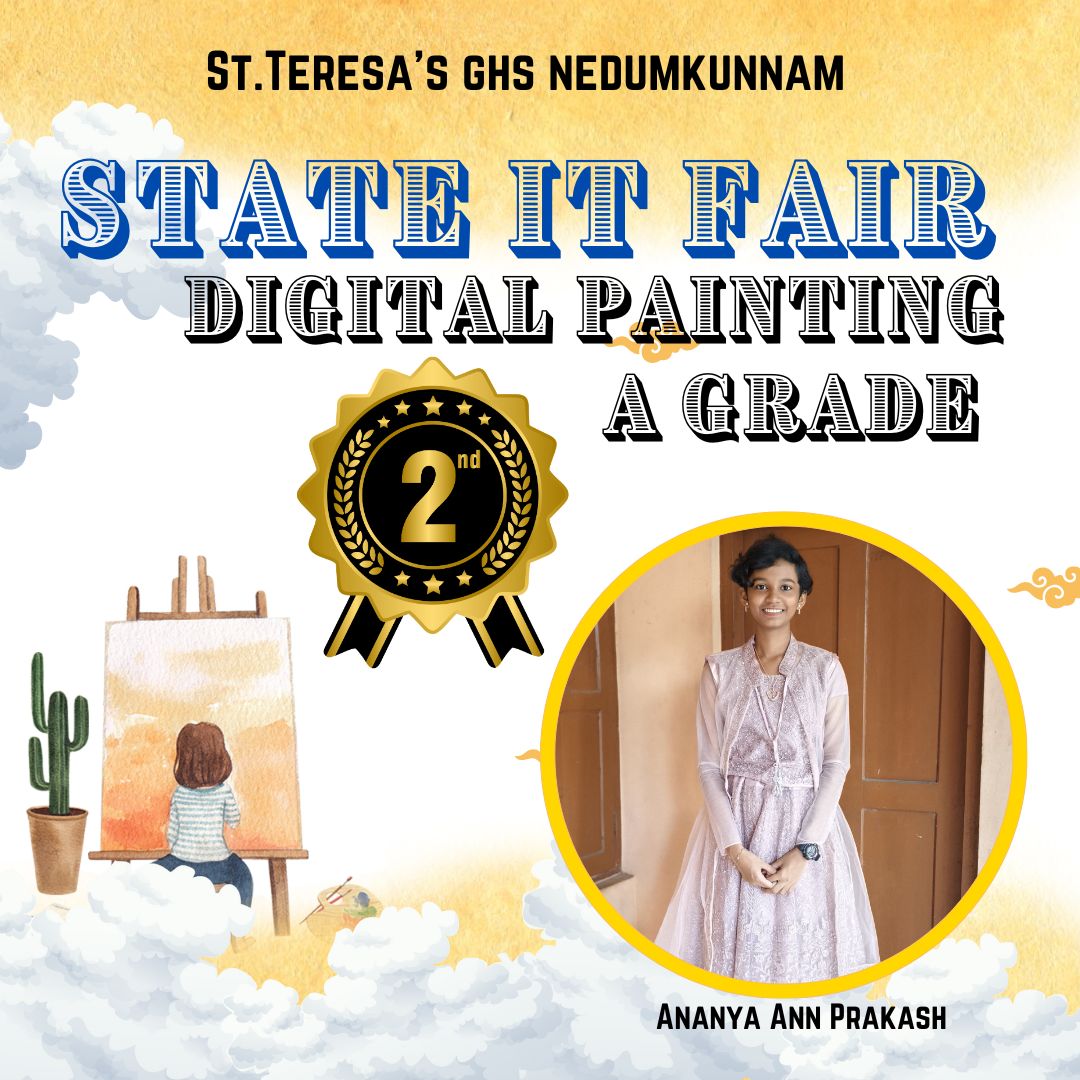 St.Teresa's GHS NEDUMKUNNAM
STATE IT FAIR
DIGITAL PAINTING
A GRADE
2nd
Ananya Ann Prakash